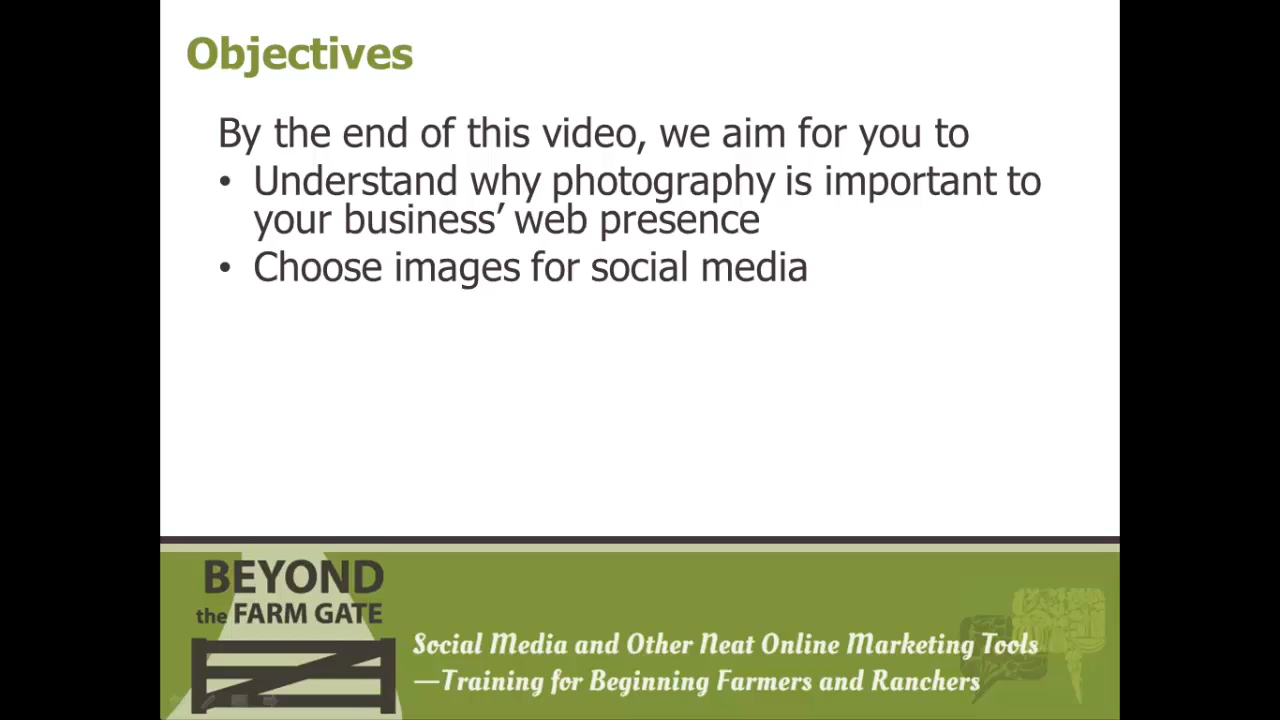 Objectives
By the end of this video, we aim for you to
• Understand why photography is important to
your business’ web presence
• Choose images for social media
BEYOND
the FARM GATE
Social Media and Other Neat Online Marketing Tools
—Training for Beginning Farmers and Ranchers